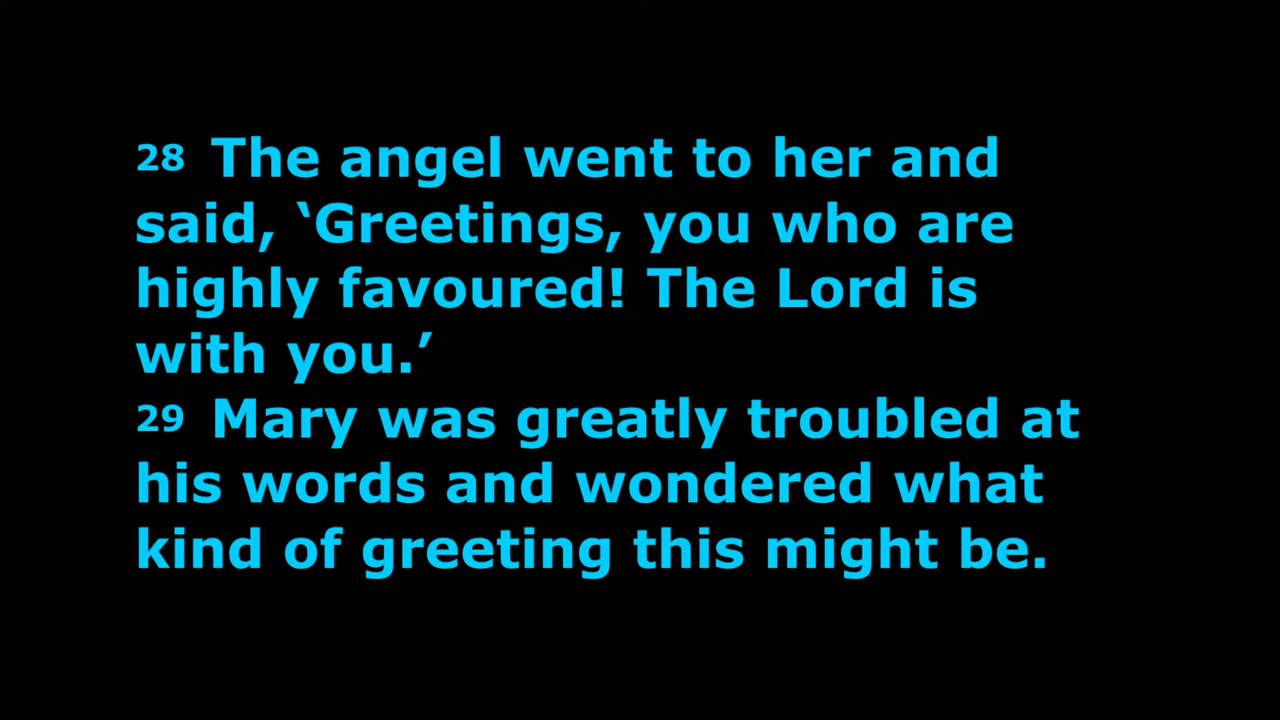 28 The angel went to her and
said, ‘Greetings, you who are
highly favoured! The Lord is
with you.’
29 Mary was greatly troubled at
his words and wondered what
kind of greeting this might be.